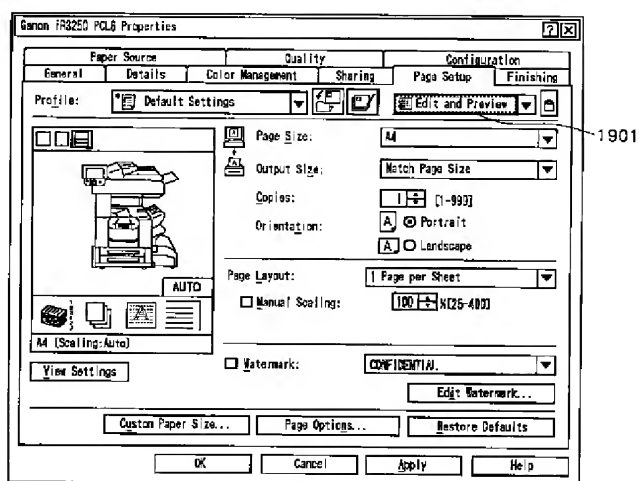 Canon iR3250 PCL6 Properties
Paper Source Quality Configuration
General Details Color Management Sharing Page Setup Finishing
Profile: Default Settings Edit and Preview
1901
Page Size: A4
Output Size: Match Page Size
Copies: 1 [1-999]
Orientation: A Portrait
A Landscape
AUTO
Page Layout: 1 Page per Sheet
Manual Scaling: 100 %[25-400]
A4 (Scaling:Auto)
View Settings
Watermark: CONFIDENTIAL
Edit Watermark...
Custom Paper Size... Page Options... Restore Defaults
OK Cancel Apply Help